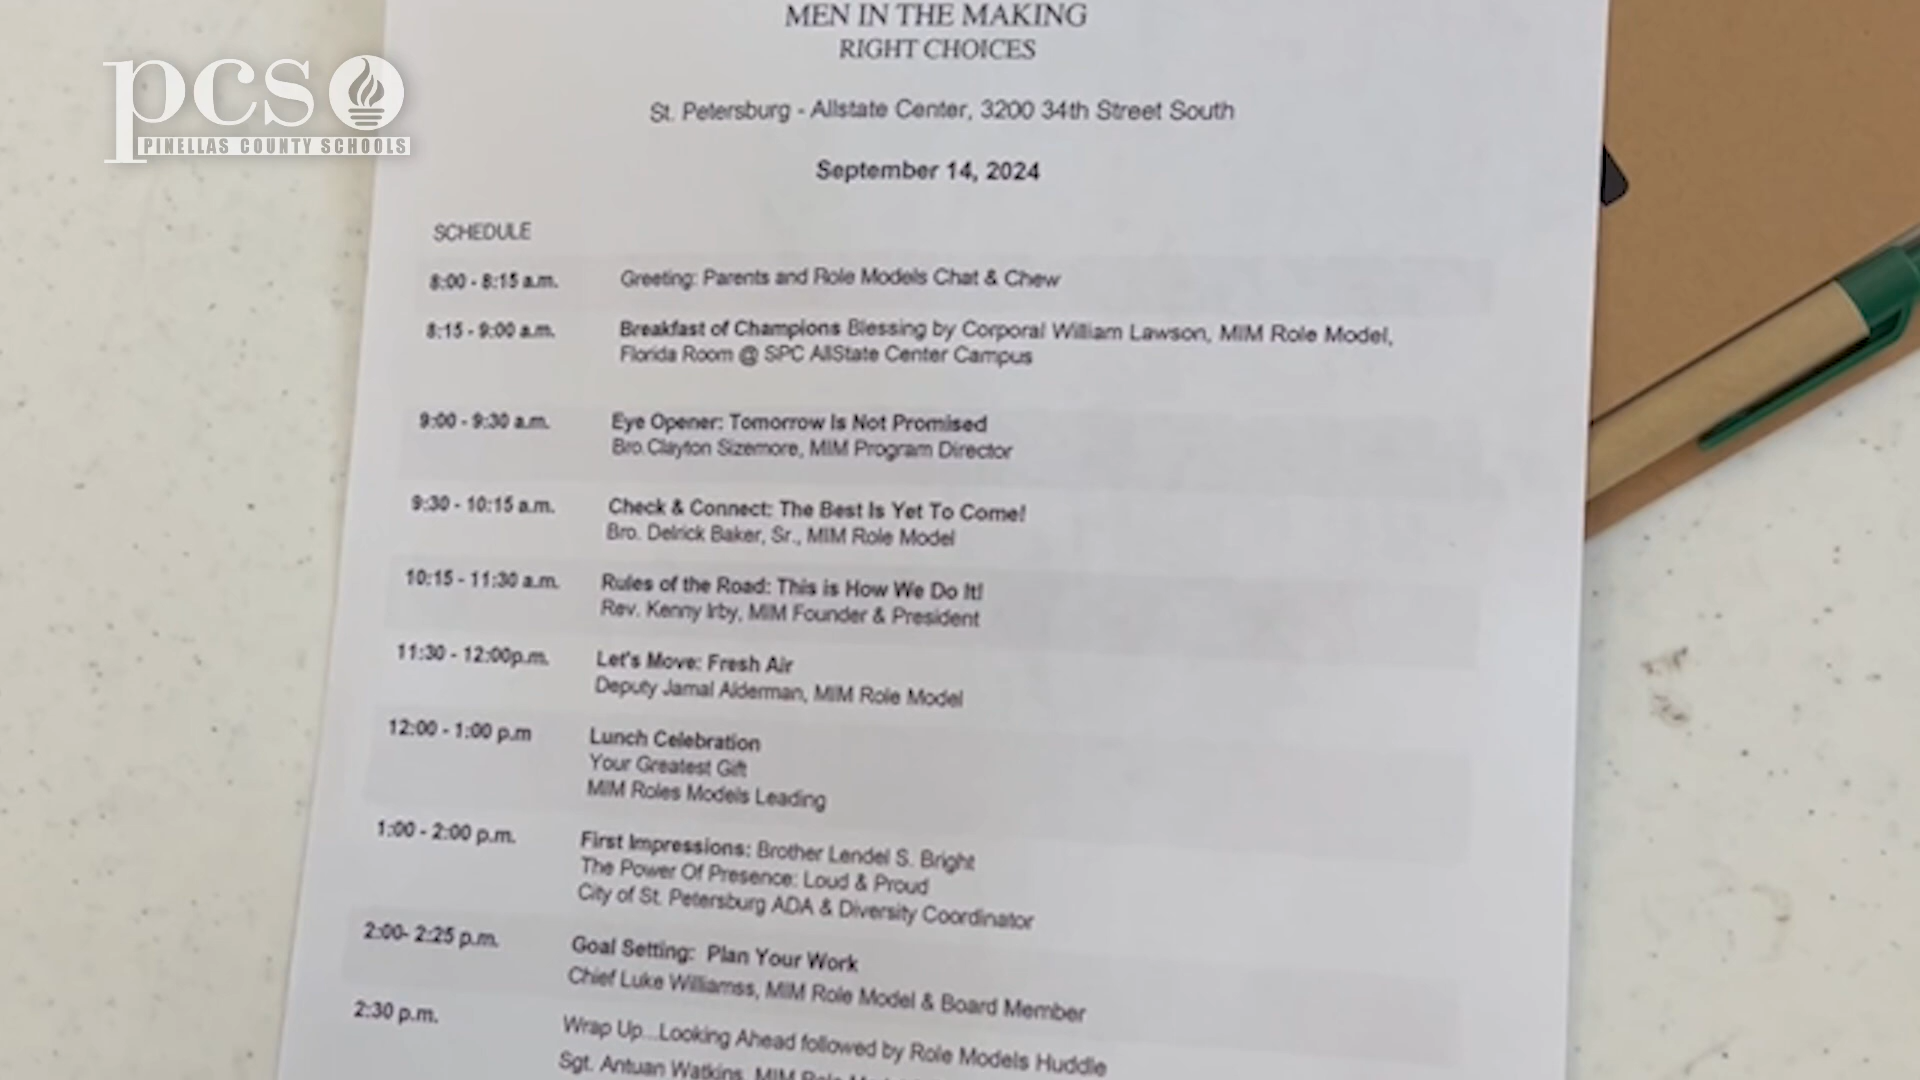 pcs
PINELLAS COUNTY SCHOOLS
MEN IN THE MAKING
RIGHT CHOICES
St. Petersburg - Allstate Center, 3200 34th Street South
September 14, 2024
SCHEDULE
8:00 - 8:15 a.m. Greeting: Parents and Role Models Chat & Chew
8:15 - 9:00 a.m. Breakfast of Champions Blessing by Corporal William Lawson, MIM Role Model,
Florida Room @ SPC AllState Center Campus
9:00 - 9:30 a.m. Eye Opener: Tomorrow Is Not Promised
Bro.Clayton Sizemore, MIM Program Director
9:30 - 10:15 a.m. Check & Connect: The Best Is Yet To Come!
Bro. Delrick Baker, Sr., MIM Role Model
10:15 - 11:30 a.m. Rules of the Road: This is How We Do It!
Rev. Kenny Irby, MIM Founder & President
11:30 - 12:00p.m. Let's Move: Fresh Air
Deputy Jamal Alderman, MIM Role Model
12:00 - 1:00 p.m Lunch Celebration
Your Greatest Gift
MIM Roles Models Leading
1:00 - 2:00 p.m. First Impressions: Brother Lendel S. Bright
The Power Of Presence: Loud & Proud
City of St. Petersburg ADA & Diversity Coordinator
2:00- 2:25 p.m. Goal Setting: Plan Your Work
Chief Luke Williamss, MIM Role Model & Board Member
2:30 p.m. Wrap Up...Looking Ahead followed by Role Models Huddle
Sgt. Antuan Watkins, MIM Role